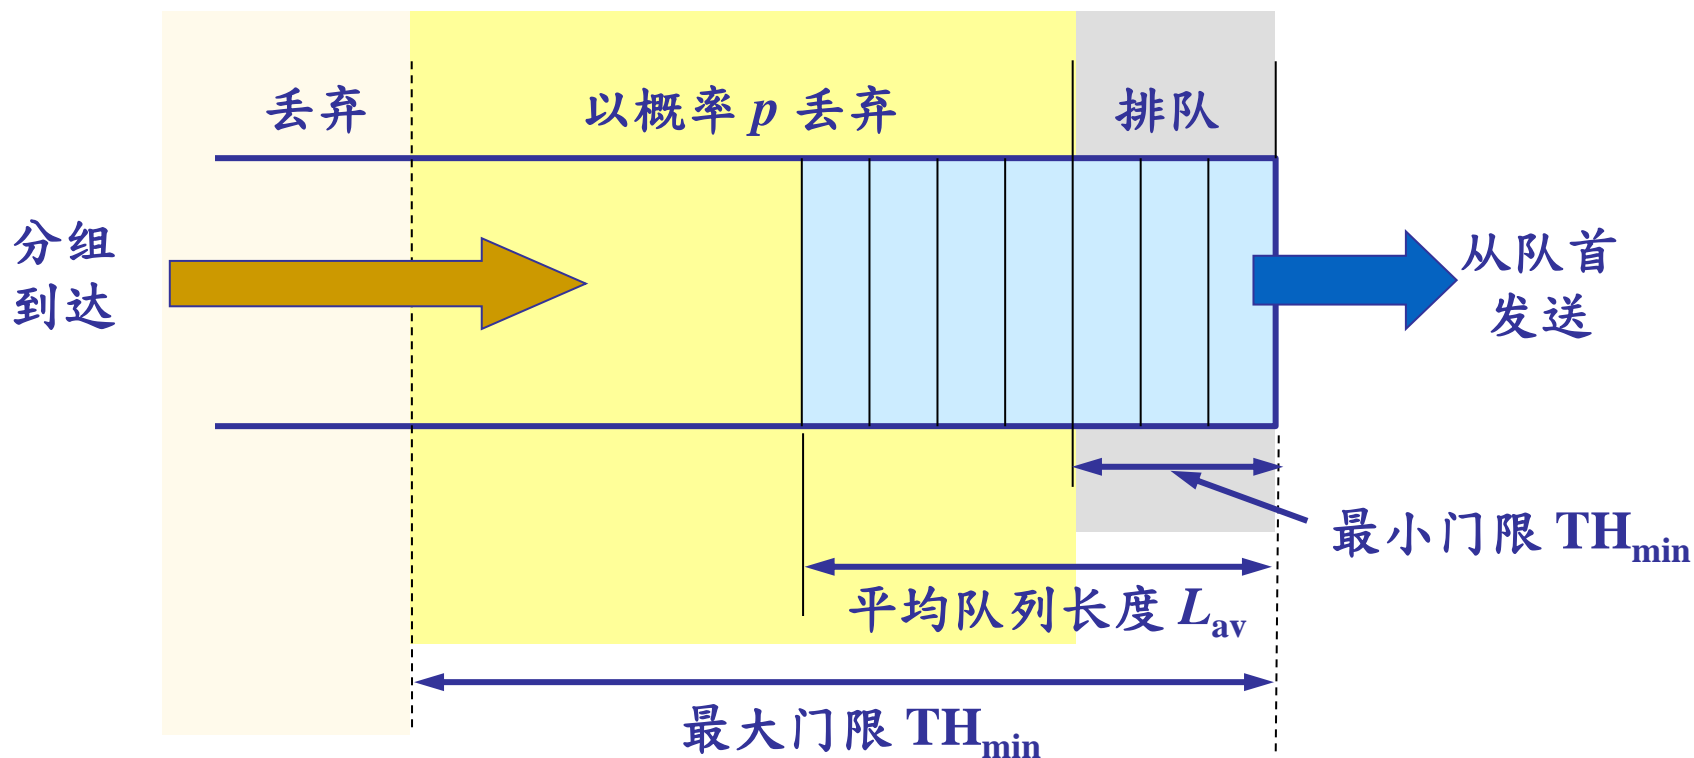 丢弃
以概率 p 丢弃
排队
分组
到达
从队首
发送
最小门限 THmin
平均队列长度 Lav
最大门限 THmin